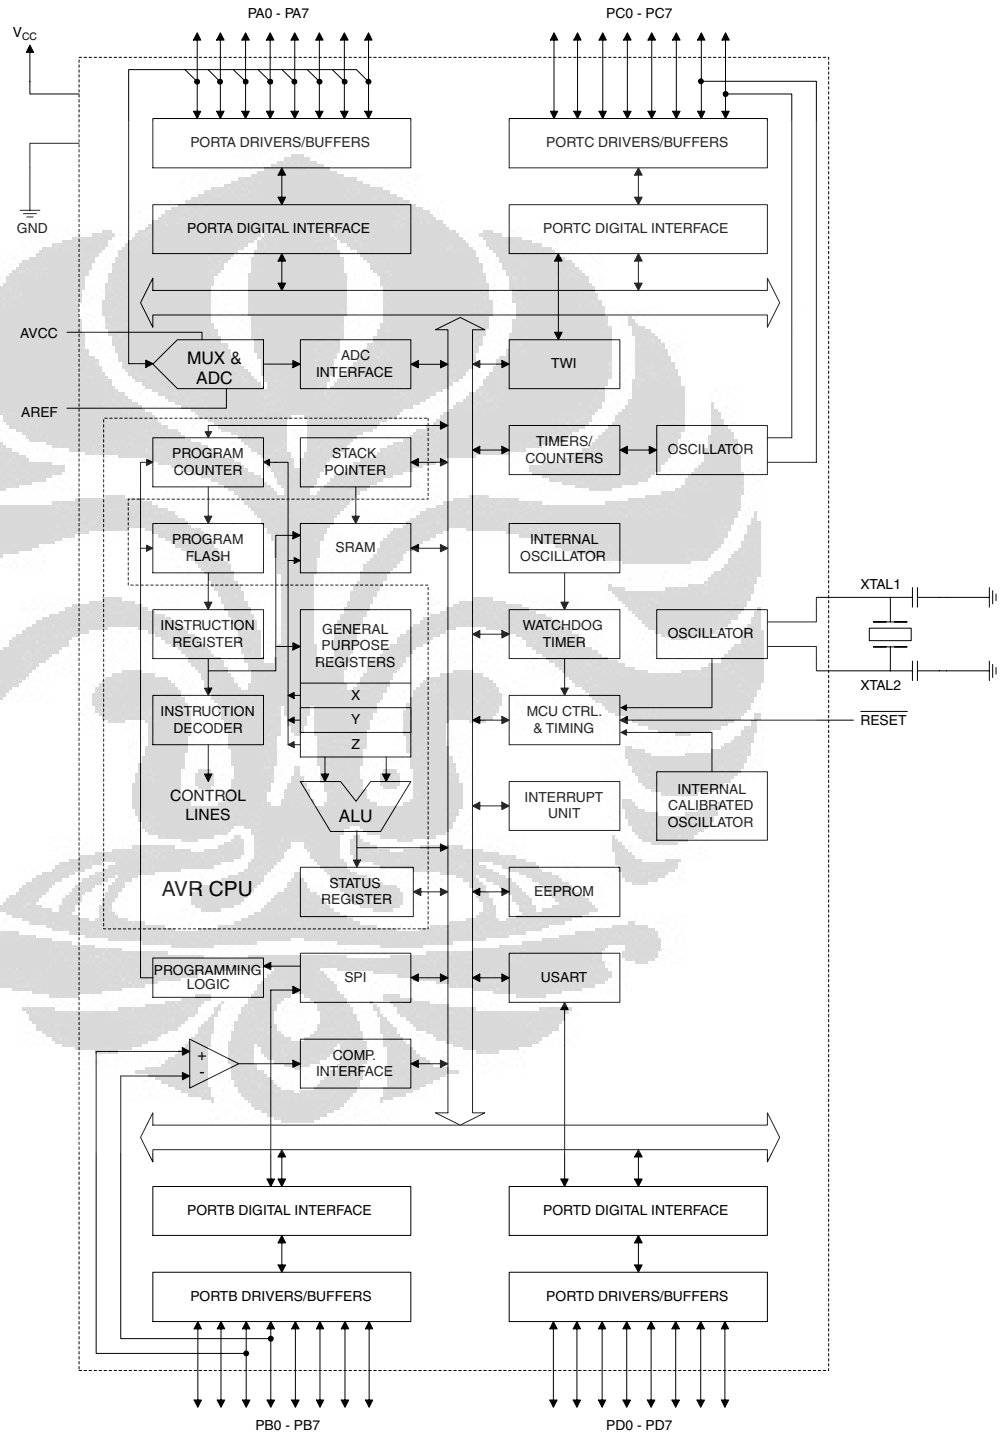 PA0 - PA7
PC0 - PC7
VCC
PORTA DRIVERS/BUFFERS
PORTC DRIVERS/BUFFERS
GND
PORTA DIGITAL INTERFACE
PORTC DIGITAL INTERFACE
AVCC
MUX &
ADC
ADC
INTERFACE
TWI
AREF
PROGRAM
COUNTER
STACK
POINTER
TIMERS/
COUNTERS
OSCILLATOR
PROGRAM
FLASH
SRAM
INTERNAL
OSCILLATOR
XTAL1
INSTRUCTION
REGISTER
GENERAL
PURPOSE
REGISTERS
WATCHDOG
TIMER
OSCILLATOR
XTAL2
X
INSTRUCTION
DECODER
Y
Z
MCU CTRL.
& TIMING
RESET
CONTROL
LINES
ALU
INTERRUPT
UNIT
INTERNAL
CALIBRATED
OSCILLATOR
AVR CPU
STATUS
REGISTER
EEPROM
PROGRAMMING
LOGIC
SPI
USART
+
-
COMP.
INTERFACE
PORTB DIGITAL INTERFACE
PORTD DIGITAL INTERFACE
PORTB DRIVERS/BUFFERS
PORTD DRIVERS/BUFFERS
PB0 - PB7
PD0 - PD7